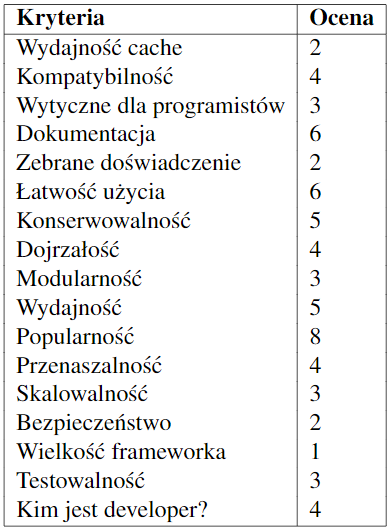 Kryteria Ocena
Wydajność cache 2
Kompatybilność 4
Wytyczne dla programistów 3
Dokumentacja 6
Zebrane doświadczenie 2
Łatwość użycia 6
Konserwowalność 5
Dojrzałość 4
Modularność 3
Wydajność 5
Popularność 8
Przenaszalność 4
Skalowalność 3
Bezpieczeństwo 2
Wielkość frameworka 1
Testowalność 3
Kim jest developer? 4